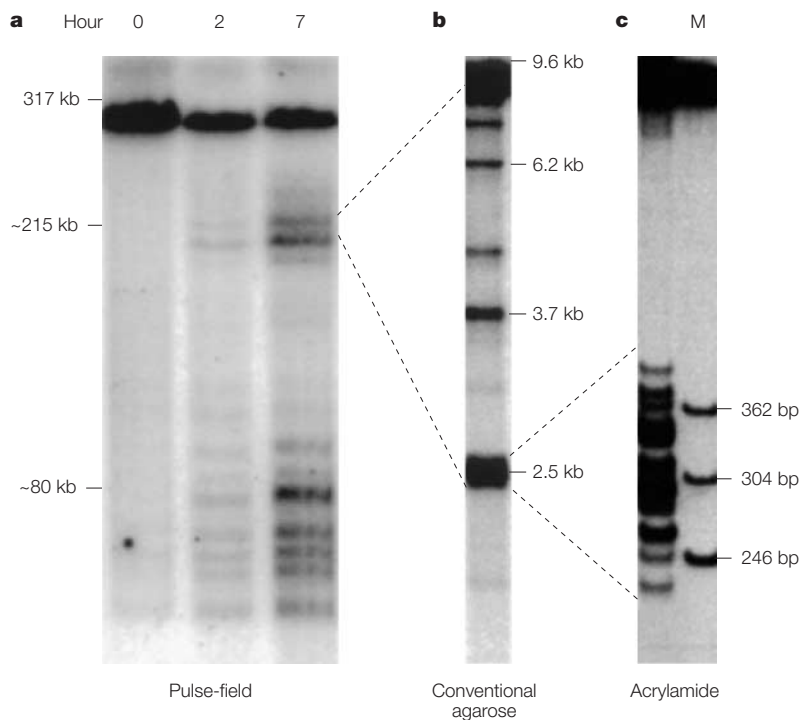 a Hour 0 2 7
317 kb
~215 kb
~80 kb
Pulse-field
b
9.6 kb
6.2 kb
3.7 kb
2.5 kb
Conventional
agarose
c M
362 bp
304 bp
246 bp
Acrylamide